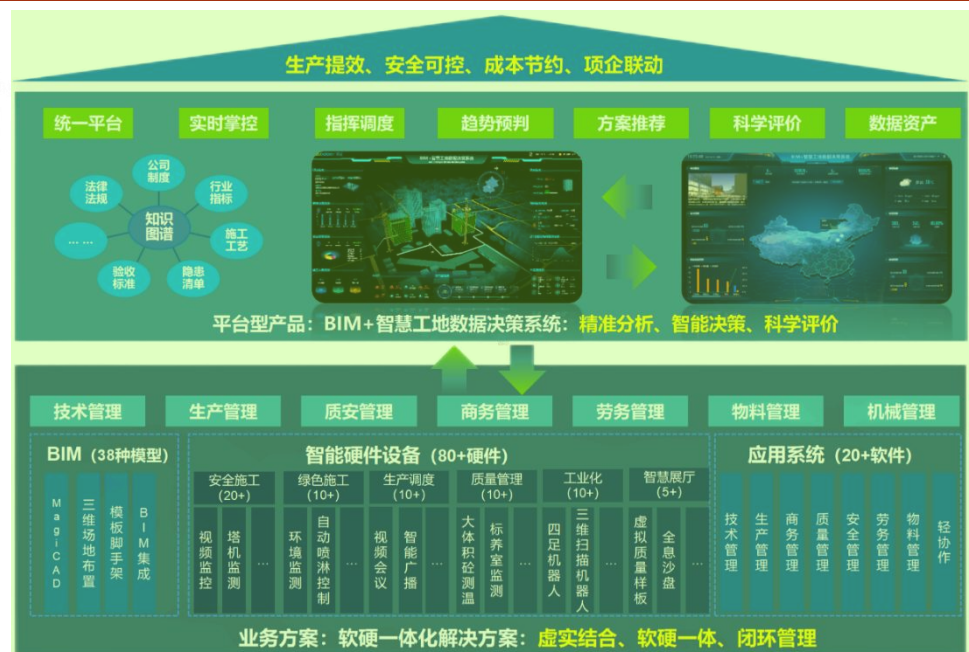 生产提效、安全可控、成本节约、项企联动
统一平台
实时掌控
指挥调度
趋势预判
方案推荐
科学评价
数据资产
公司制度
法律法规
行业指标
知识图谱
... ...
施工工艺
验收标准
隐患清单
平台型产品：BIM+智慧工地数据决策系统：精准分析、智能决策、科学评价
技术管理
生产管理
质安管理
商务管理
劳务管理
物料管理
机械管理
BIM（38种模型）
MagiCAD
三维场地布置
模板脚手架
BIM集成
智能硬件设备（80+硬件）
安全施工
(20+)
视频监控
塔机监测
...
绿色施工
(10+)
环境监测
自动喷淋控制
...
生产调度
(10+)
视频会议
智能广播
...
质量管理
(10+)
大体积砼测温
标养室监测
...
工业化
(10+)
四足机器人
三维扫描机器人
...
智慧展厅
(5+)
虚拟质量样板
全息沙盘
...
应用系统（20+软件）
技术管理
生产管理
商务管理
质量管理
安全管理
劳务管理
物料管理
轻协作
业务方案：软硬一体化解决方案：虚实结合、软硬一体、闭环管理